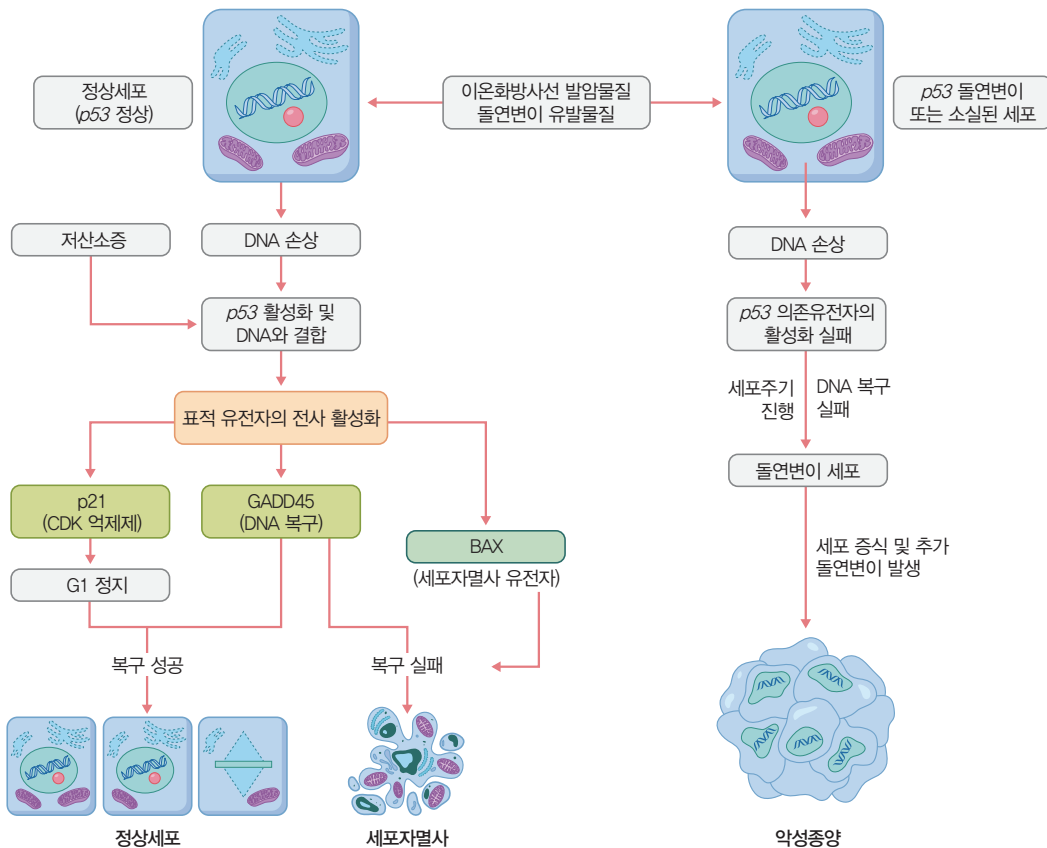 정상세포
(p53 정상)
이온화방사선 발암물질
돌연변이 유발물질
p53 돌연변이
또는 소실된 세포
저산소증
DNA 손상
DNA 손상
p53 활성화 및
DNA와 결합
p53 의존유전자의
활성화 실패
세포주기
진행
DNA 복구
실패
표적 유전자의 전사 활성화
돌연변이 세포
p21
(CDK 억제제)
GADD45
(DNA 복구)
BAX
(세포자멸사 유전자)
세포 증식 및 추가
돌연변이 발생
G1 정지
복구 성공
복구 실패
정상세포
세포자멸사
악성종양